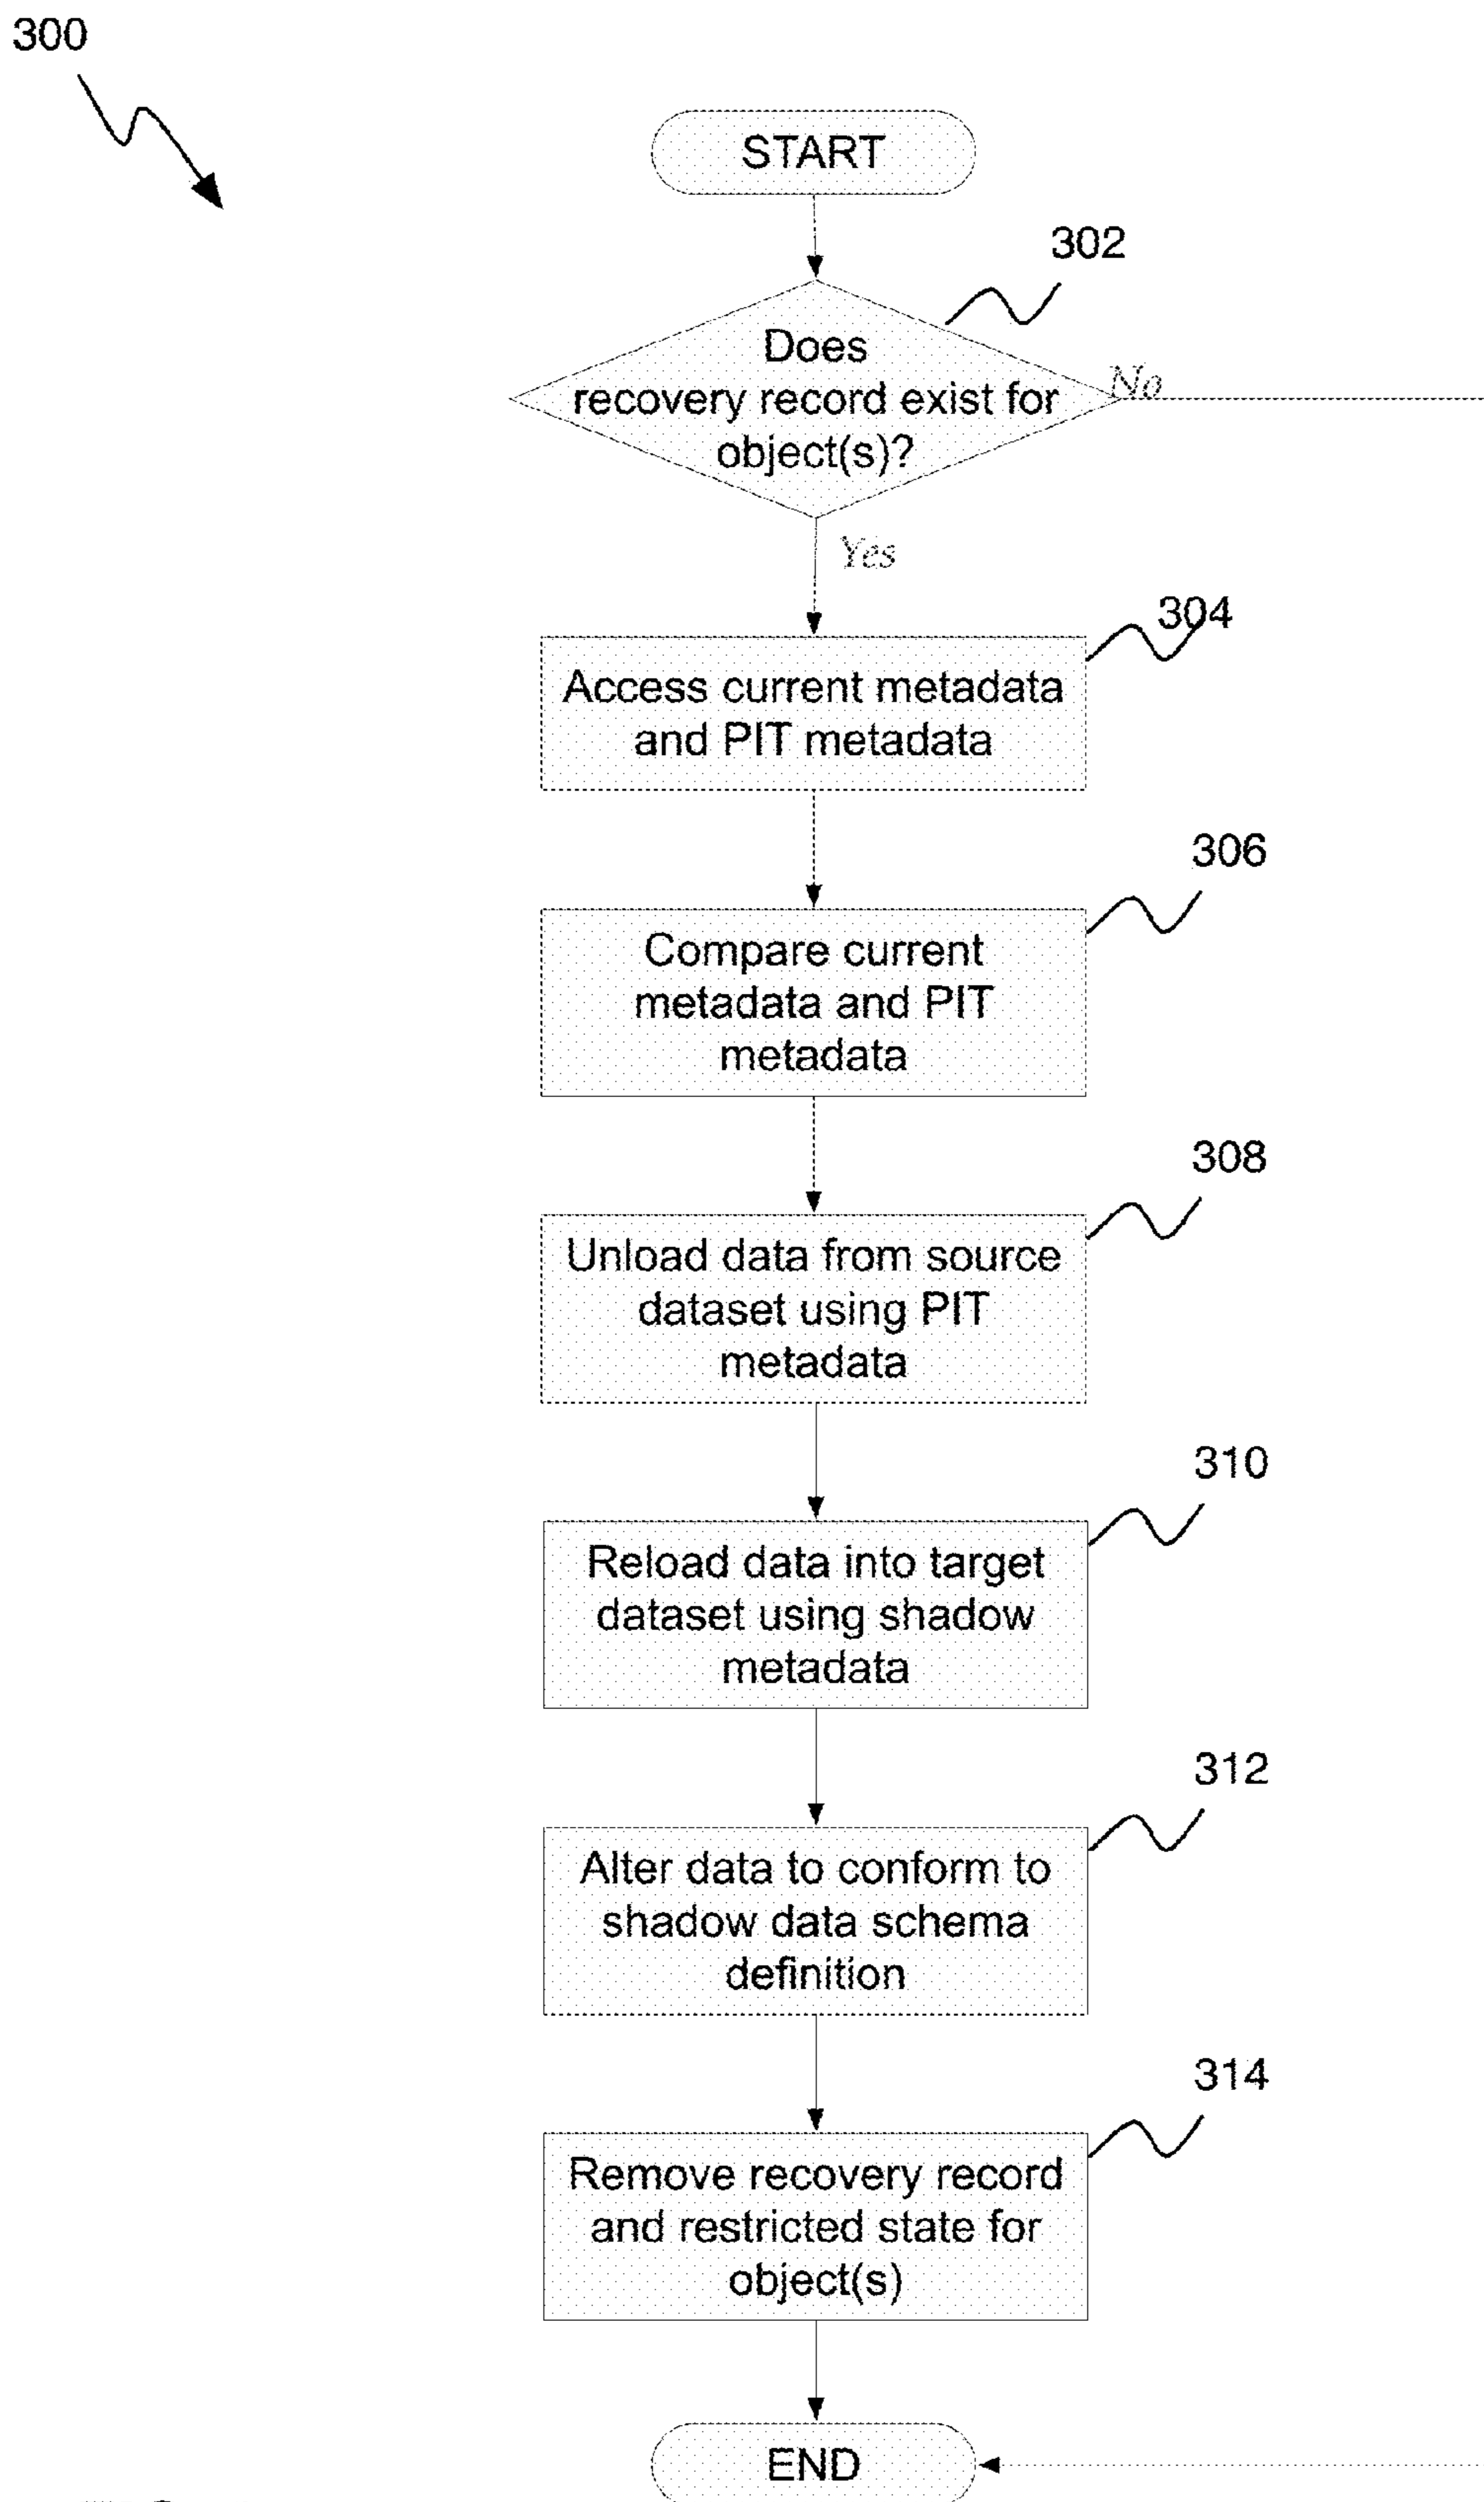 300
START
302
Does
recovery record exist for
object(s)?
No
Yes
304
Access current metadata
and PIT metadata
306
Compare current
metadata and PIT
metadata
308
Unload data from source
dataset using PIT
metadata
310
Reload data into target
dataset using shadow
metadata
312
Alter data to conform to
shadow data schema
definition
314
Remove recovery record
and restricted state for
object(s)
END